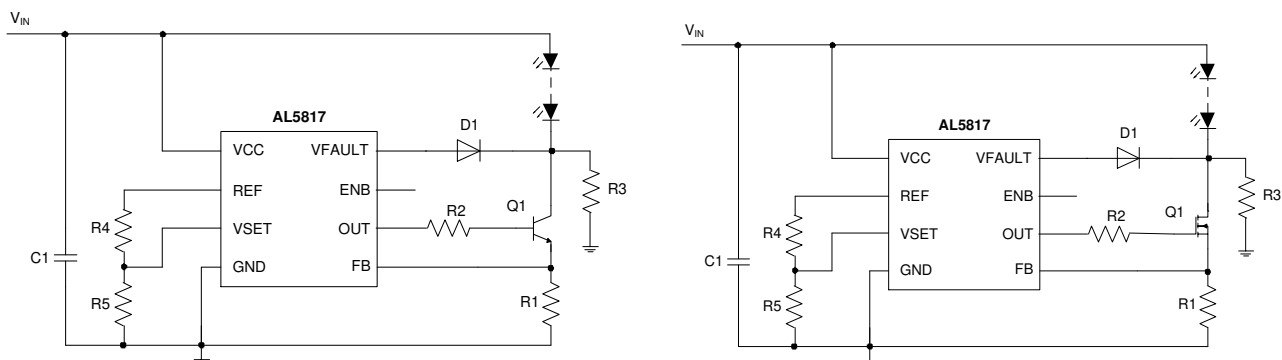 VIN
AL5817
D1
VCC
VFAULT
REF
ENB
R3
R4
R2
Q1
VSET
OUT
C1
GND
FB
R5
R1
VIN
AL5817
D1
VCC
VFAULT
REF
ENB
R3
R4
R2
Q1
VSET
OUT
C1
GND
FB
R5
R1